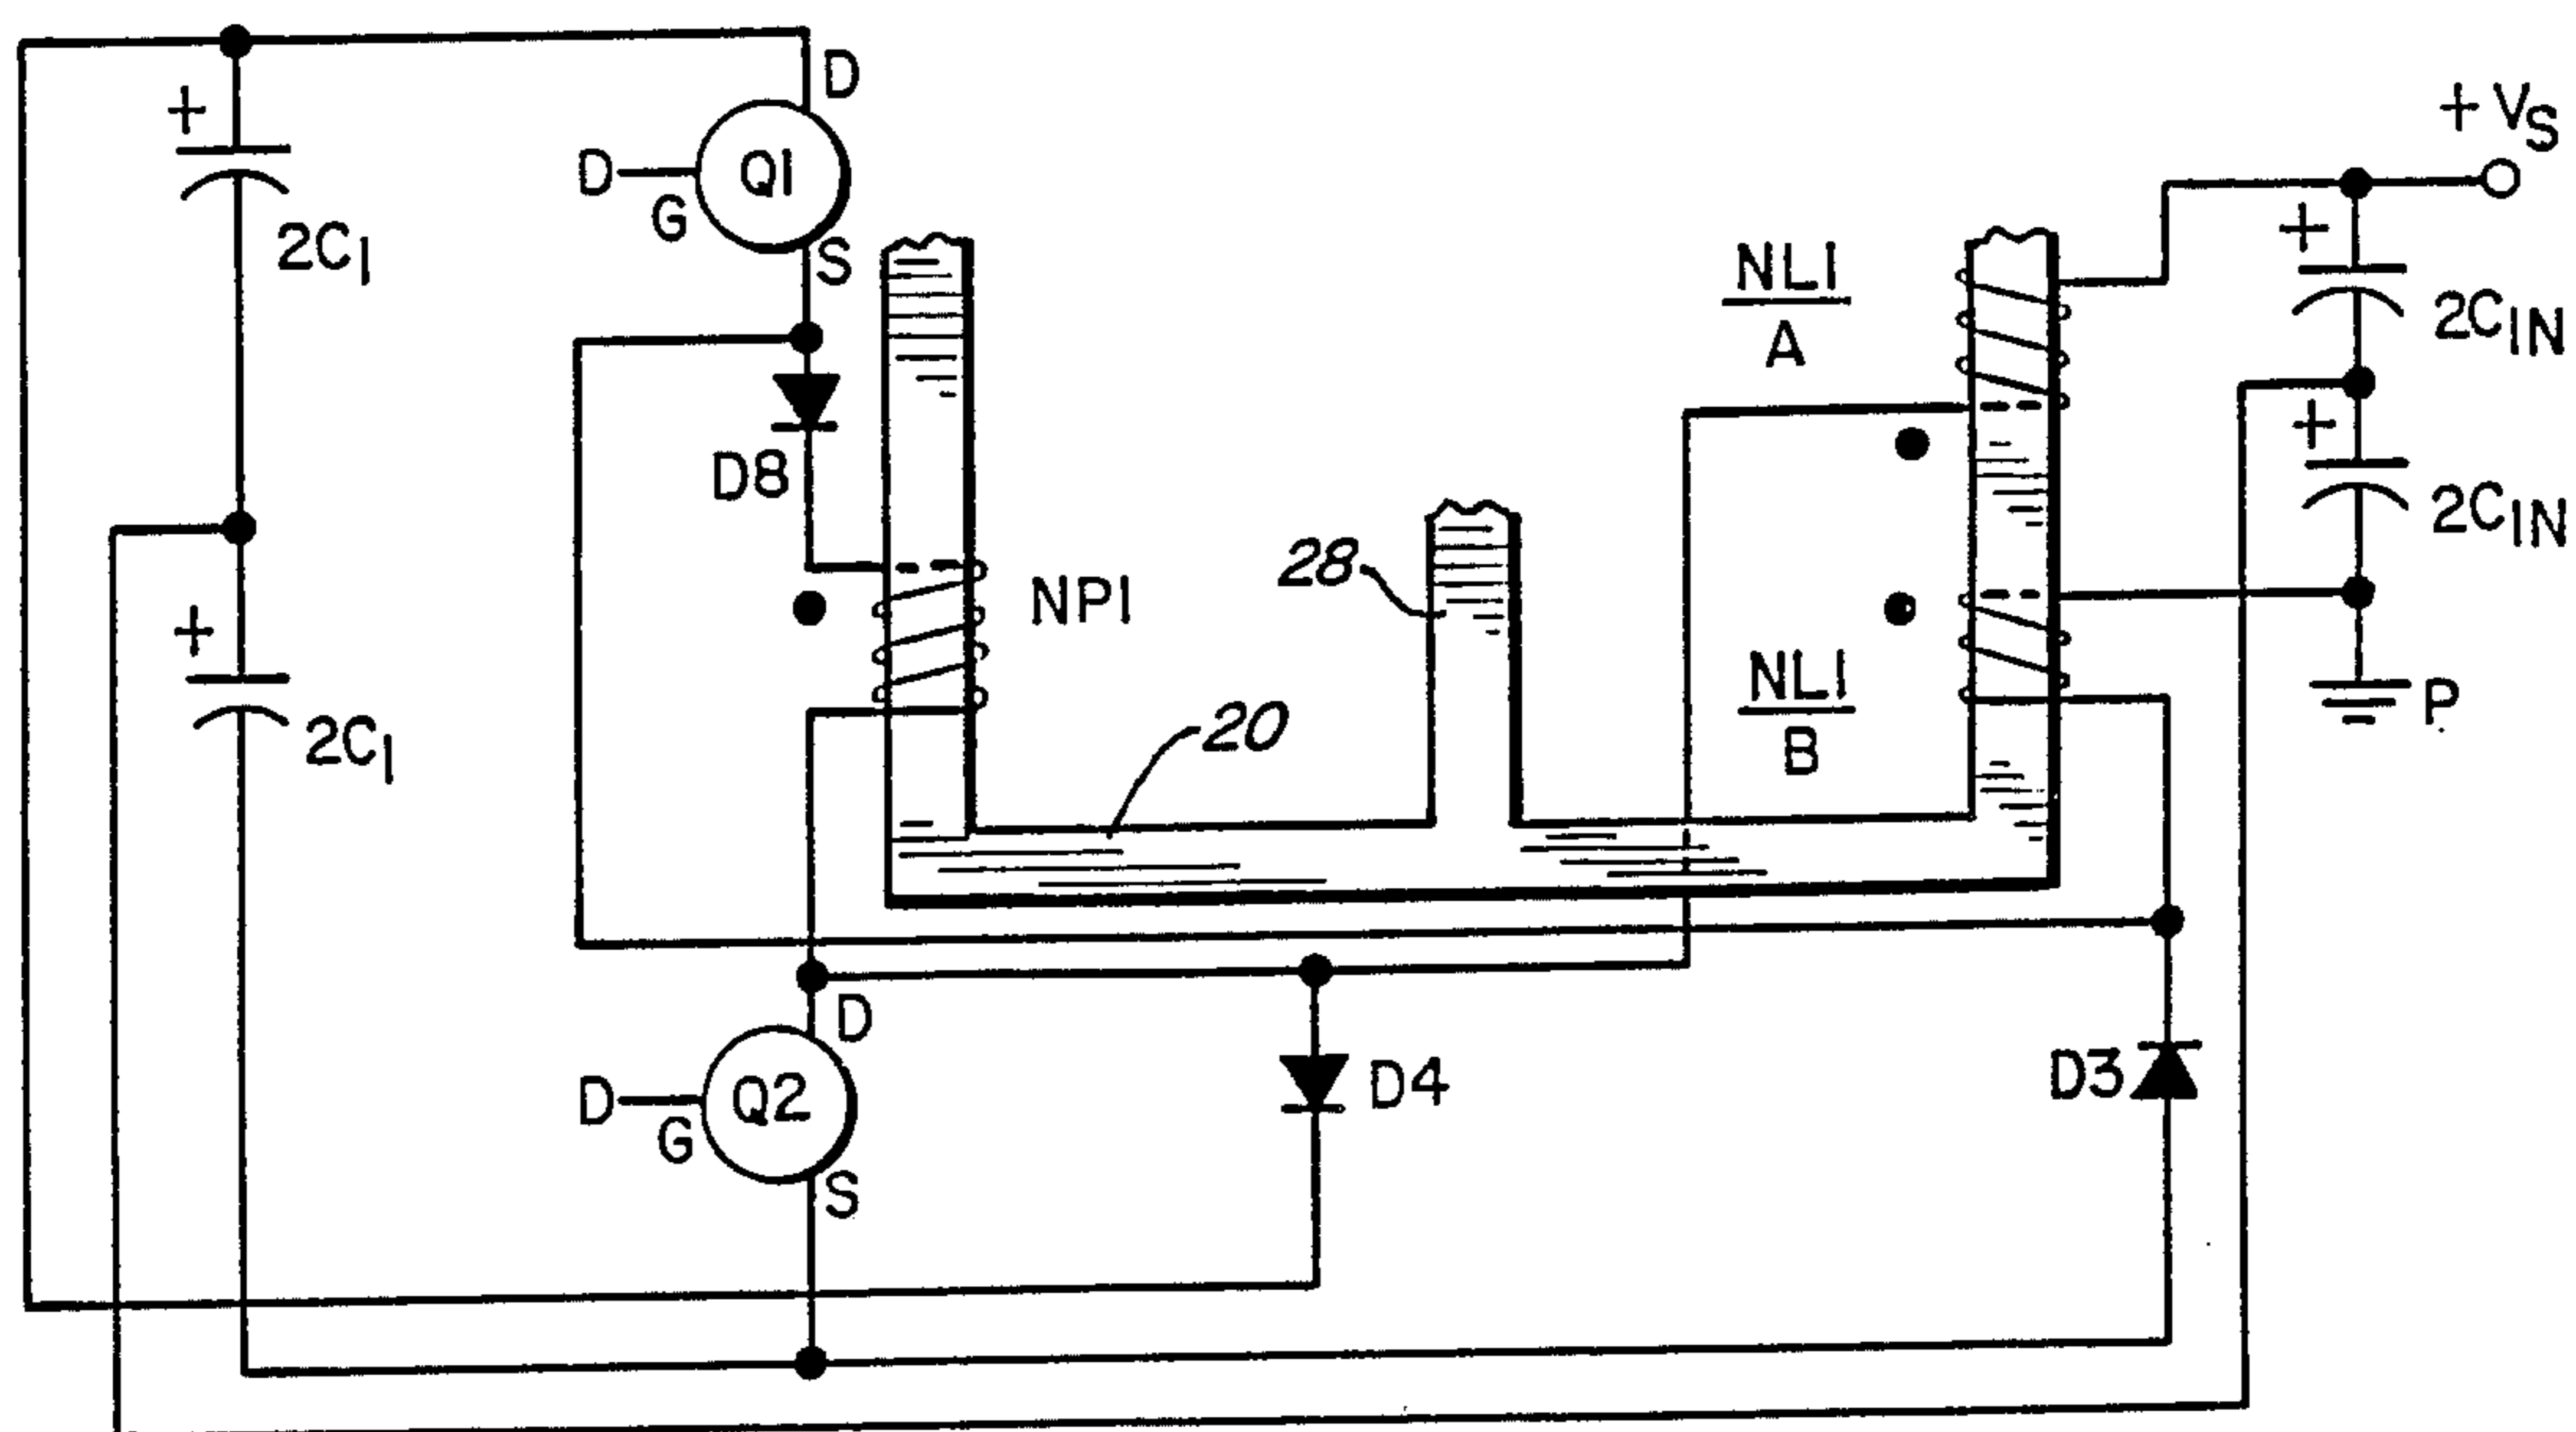 D
+ VS
+
D
Q1
G
S
2C1
NL1
A
+
2CIN
D8
+
2CIN
28
NP1
+
NL1
B
P
20
2C1
D
D
Q2
G
S
D4
D3